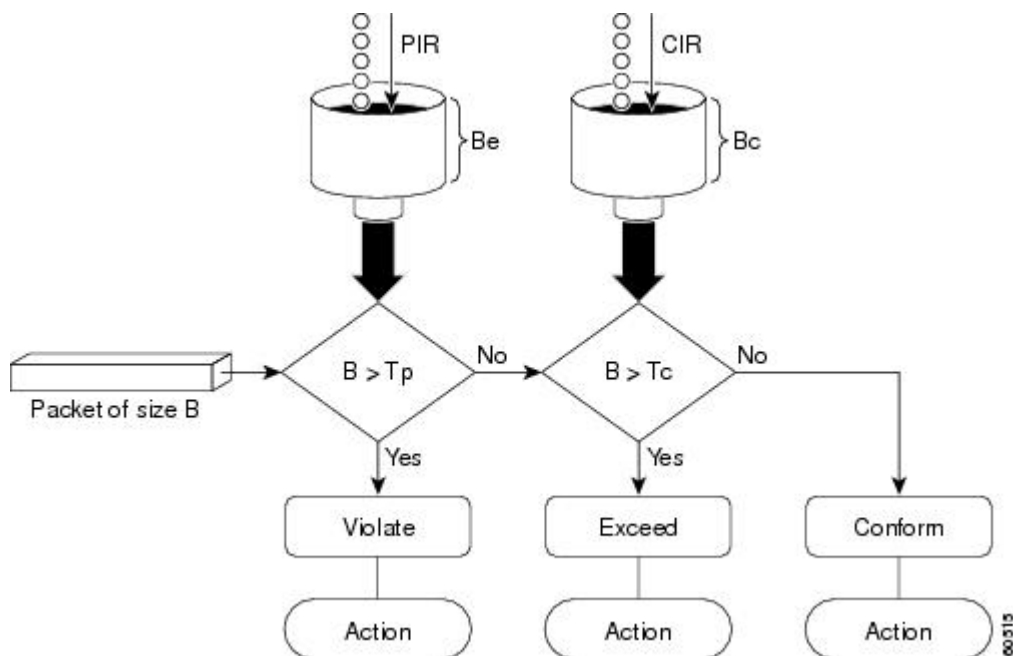 PIR
CIR
Be
Bc
B > Tp
No
B > Tc
No
Packet of size B
Yes
Yes
Violate
Exceed
Conform
Action
Action
Action
60515